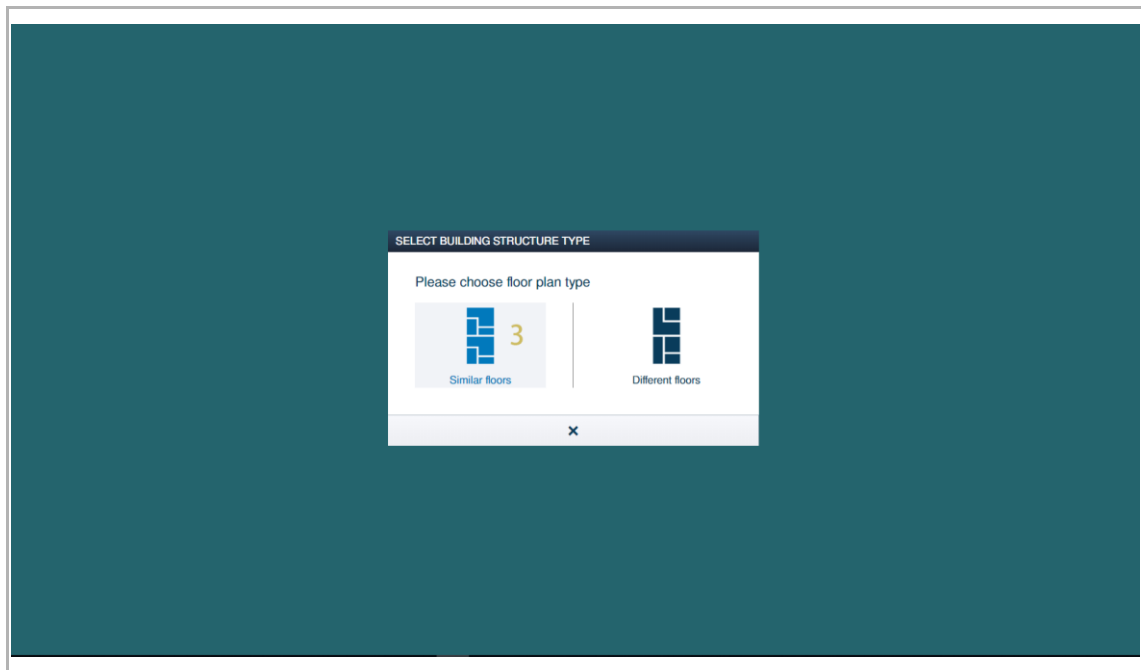 SELECT BUILDING STRUCTURE TYPE
Please choose floor plan type
3
Similar floors
Different floors